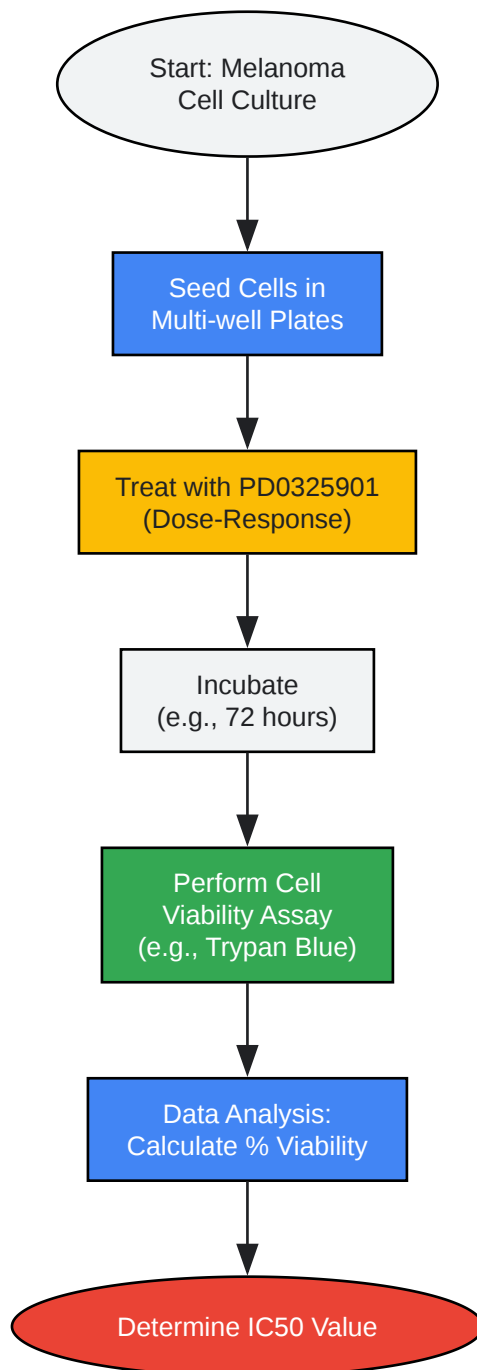 Start: Melanoma
Cell Culture
Seed Cells in
Multi-well Plates
Treat with PD0325901
(Dose-Response)
Incubate
(e.g., 72 hours)
Perform Cell
Viability Assay
(e.g., Trypan Blue)
Data Analysis:
Calculate % Viability
Determine IC50 Value